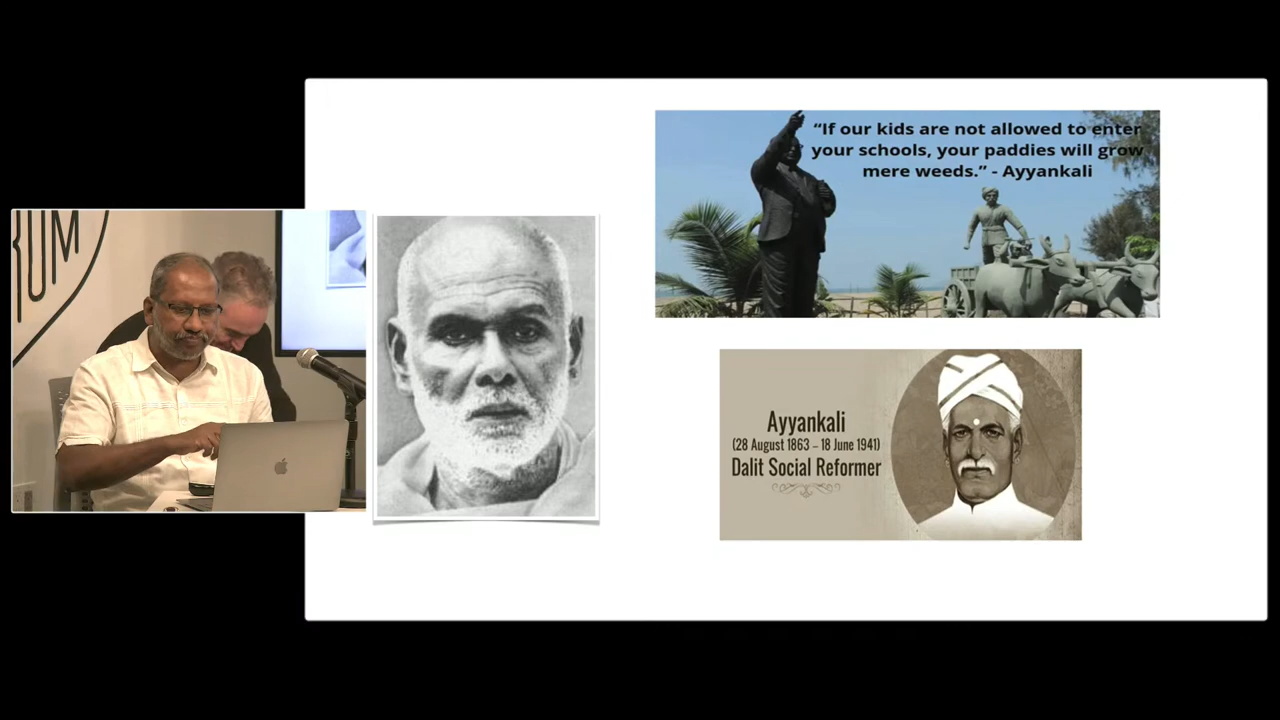 RUM
“If our kids are not allowed to enter
your schools, your paddies will grow
mere weeds.” - Ayyankali
Ayyankali
(28 August 1863 – 18 June 1941)
Dalit Social Reformer